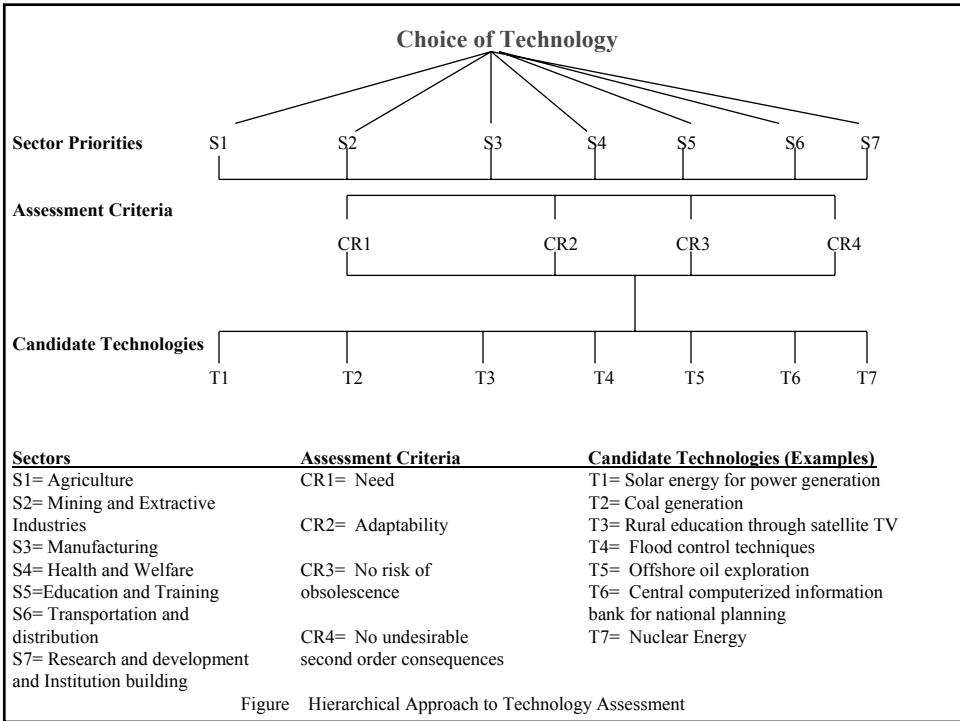 Choice of Technology
Sector Priorities S1 S2 S3 S4 S5 S6 S7
Assessment Criteria
CR1 CR2 CR3 CR4
Candidate Technologies
T1 T2 T3 T4 T5 T6 T7
Sectors Assessment Criteria Candidate Technologies (Examples)
S1= Agriculture CR1= Need T1= Solar energy for power generation
S2= Mining and Extractive T2= Coal generation
Industries CR2= Adaptability T3= Rural education through satellite TV
S3= Manufacturing T4= Flood control techniques
S4= Health and Welfare CR3= No risk of T5= Offshore oil exploration
S5=Education and Training obsolescence T6= Central computerized information
S6= Transportation and bank for national planning
distribution CR4= No undesirable T7= Nuclear Energy
S7= Research and development second order consequences
and Institution building
Figure Hierarchical Approach to Technology Assessment